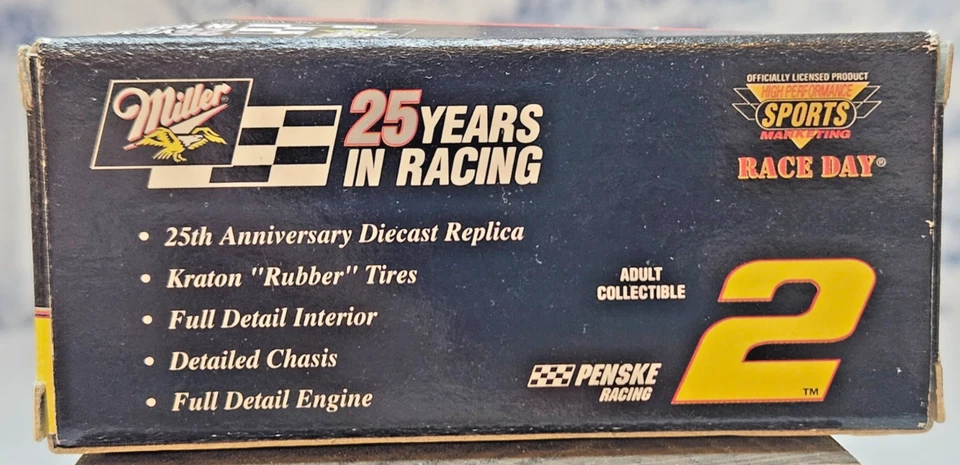 Miller
25 YEARS
IN RACING
OFFICIALLY LICENSED PRODUCT
HIGH PERFORMANCE
SPORTS
MARKETING
RACE DAY®
• 25th Anniversary Diecast Replica
• Kraton "Rubber" Tires
• Full Detail Interior
• Detailed Chasis
• Full Detail Engine
ADULT
COLLECTIBLE
PENSKE
RACING
2
TM